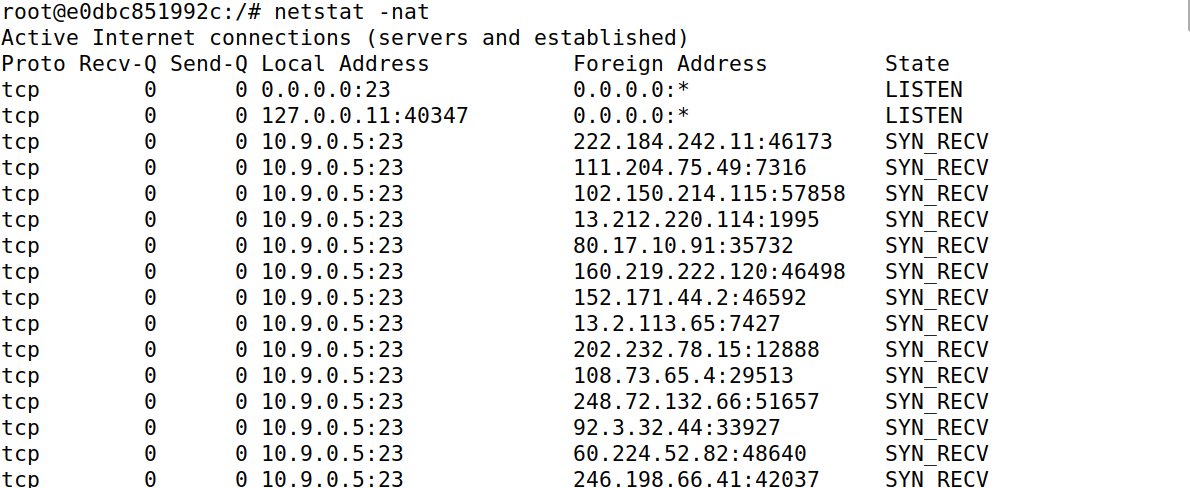 root@e0dbc851992c:/# netstat -nat
Active Internet connections (servers and established)
Proto Recv-Q Send-Q Local Address           Foreign Address         State
tcp        0      0 0.0.0.0:23              0.0.0.0:*               LISTEN
tcp        0      0 127.0.0.11:40347        0.0.0.0:*               LISTEN
tcp        0      0 10.9.0.5:23             222.184.242.11:46173    SYN_RECV
tcp        0      0 10.9.0.5:23             111.204.75.49:7316      SYN_RECV
tcp        0      0 10.9.0.5:23             102.150.214.115:57858   SYN_RECV
tcp        0      0 10.9.0.5:23             13.212.220.114:1995     SYN_RECV
tcp        0      0 10.9.0.5:23             80.17.10.91:35732       SYN_RECV
tcp        0      0 10.9.0.5:23             160.219.222.120:46498   SYN_RECV
tcp        0      0 10.9.0.5:23             152.171.44.2:46592      SYN_RECV
tcp        0      0 10.9.0.5:23             13.2.113.65:7427        SYN_RECV
tcp        0      0 10.9.0.5:23             202.232.78.15:12888     SYN_RECV
tcp        0      0 10.9.0.5:23             108.73.65.4:29513       SYN_RECV
tcp        0      0 10.9.0.5:23             248.72.132.66:51657     SYN_RECV
tcp        0      0 10.9.0.5:23             92.3.32.44:33927        SYN_RECV
tcp        0      0 10.9.0.5:23             60.224.52.82:48640      SYN_RECV
tcp        0      0 10.9.0.5:23             246.198.66.41:42037     SYN_RECV